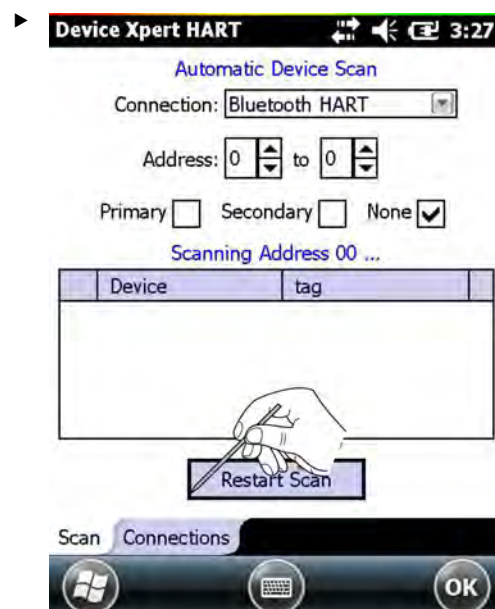 Device Xpert HART 3:27
Automatic Device Scan
Connection: Bluetooth HART
Address: 0 to 0
Primary Secondary None
Scanning Address 00 ...
Device tag
Restart Scan
Scan Connections
OK